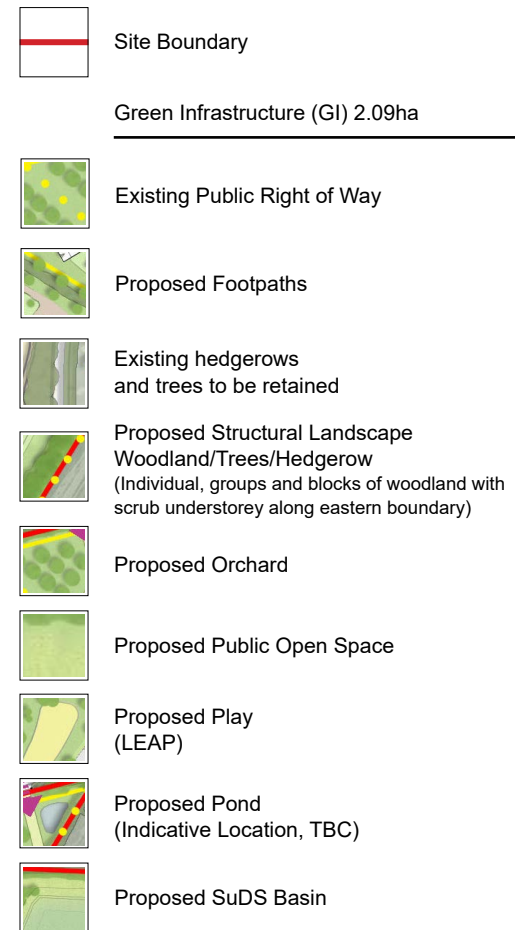 Site Boundary
Green Infrastructure (GI) 2.09ha
Existing Public Right of Way
Proposed Footpaths
Existing hedgerows
and trees to be retained
Proposed Structural Landscape
Woodland/Trees/Hedgerow
(Individual, groups and blocks of woodland with
scrub understorey along eastern boundary)
Proposed Orchard
Proposed Public Open Space
Proposed Play
(LEAP)
Proposed Pond
(Indicative Location, TBC)
Proposed SuDS Basin